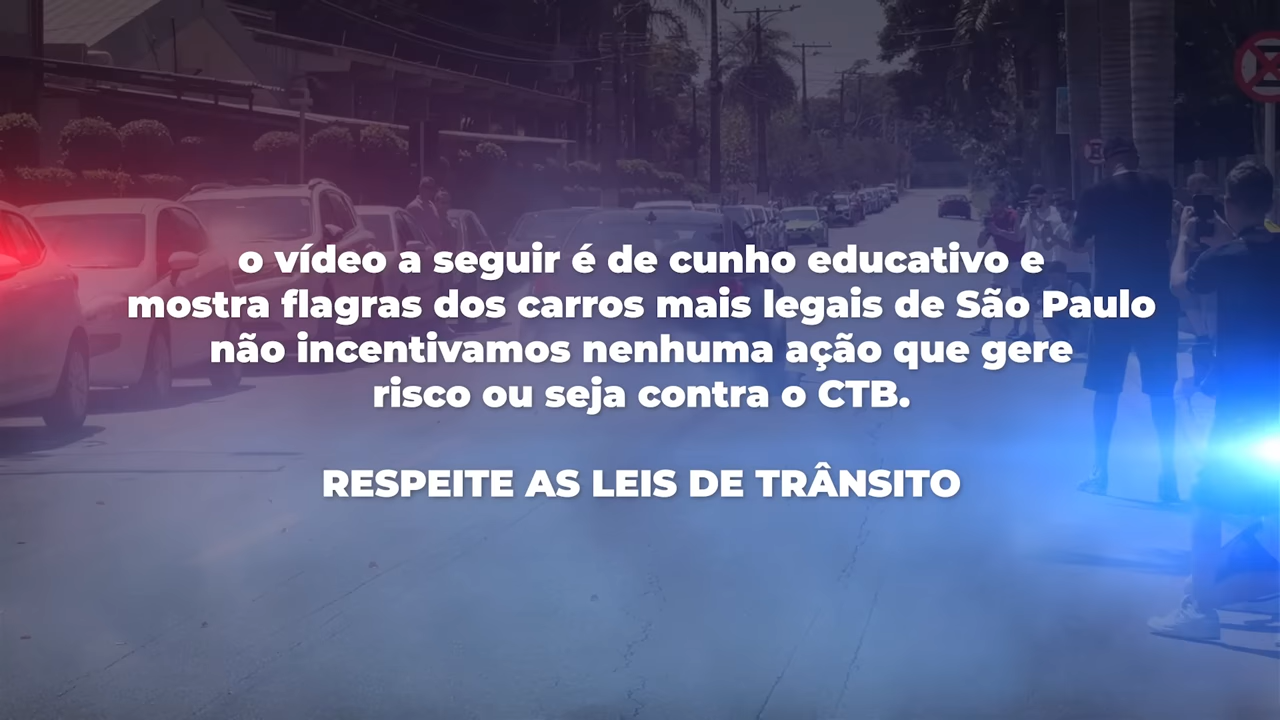 o vídeo a seguir é de cunho educativo e
mostra flagras dos carros mais legais de São Paulo
não incentivamos nenhuma ação que gere
risco ou seja contra o CTB.
RESPEITE AS LEIS DE TRÂNSITO